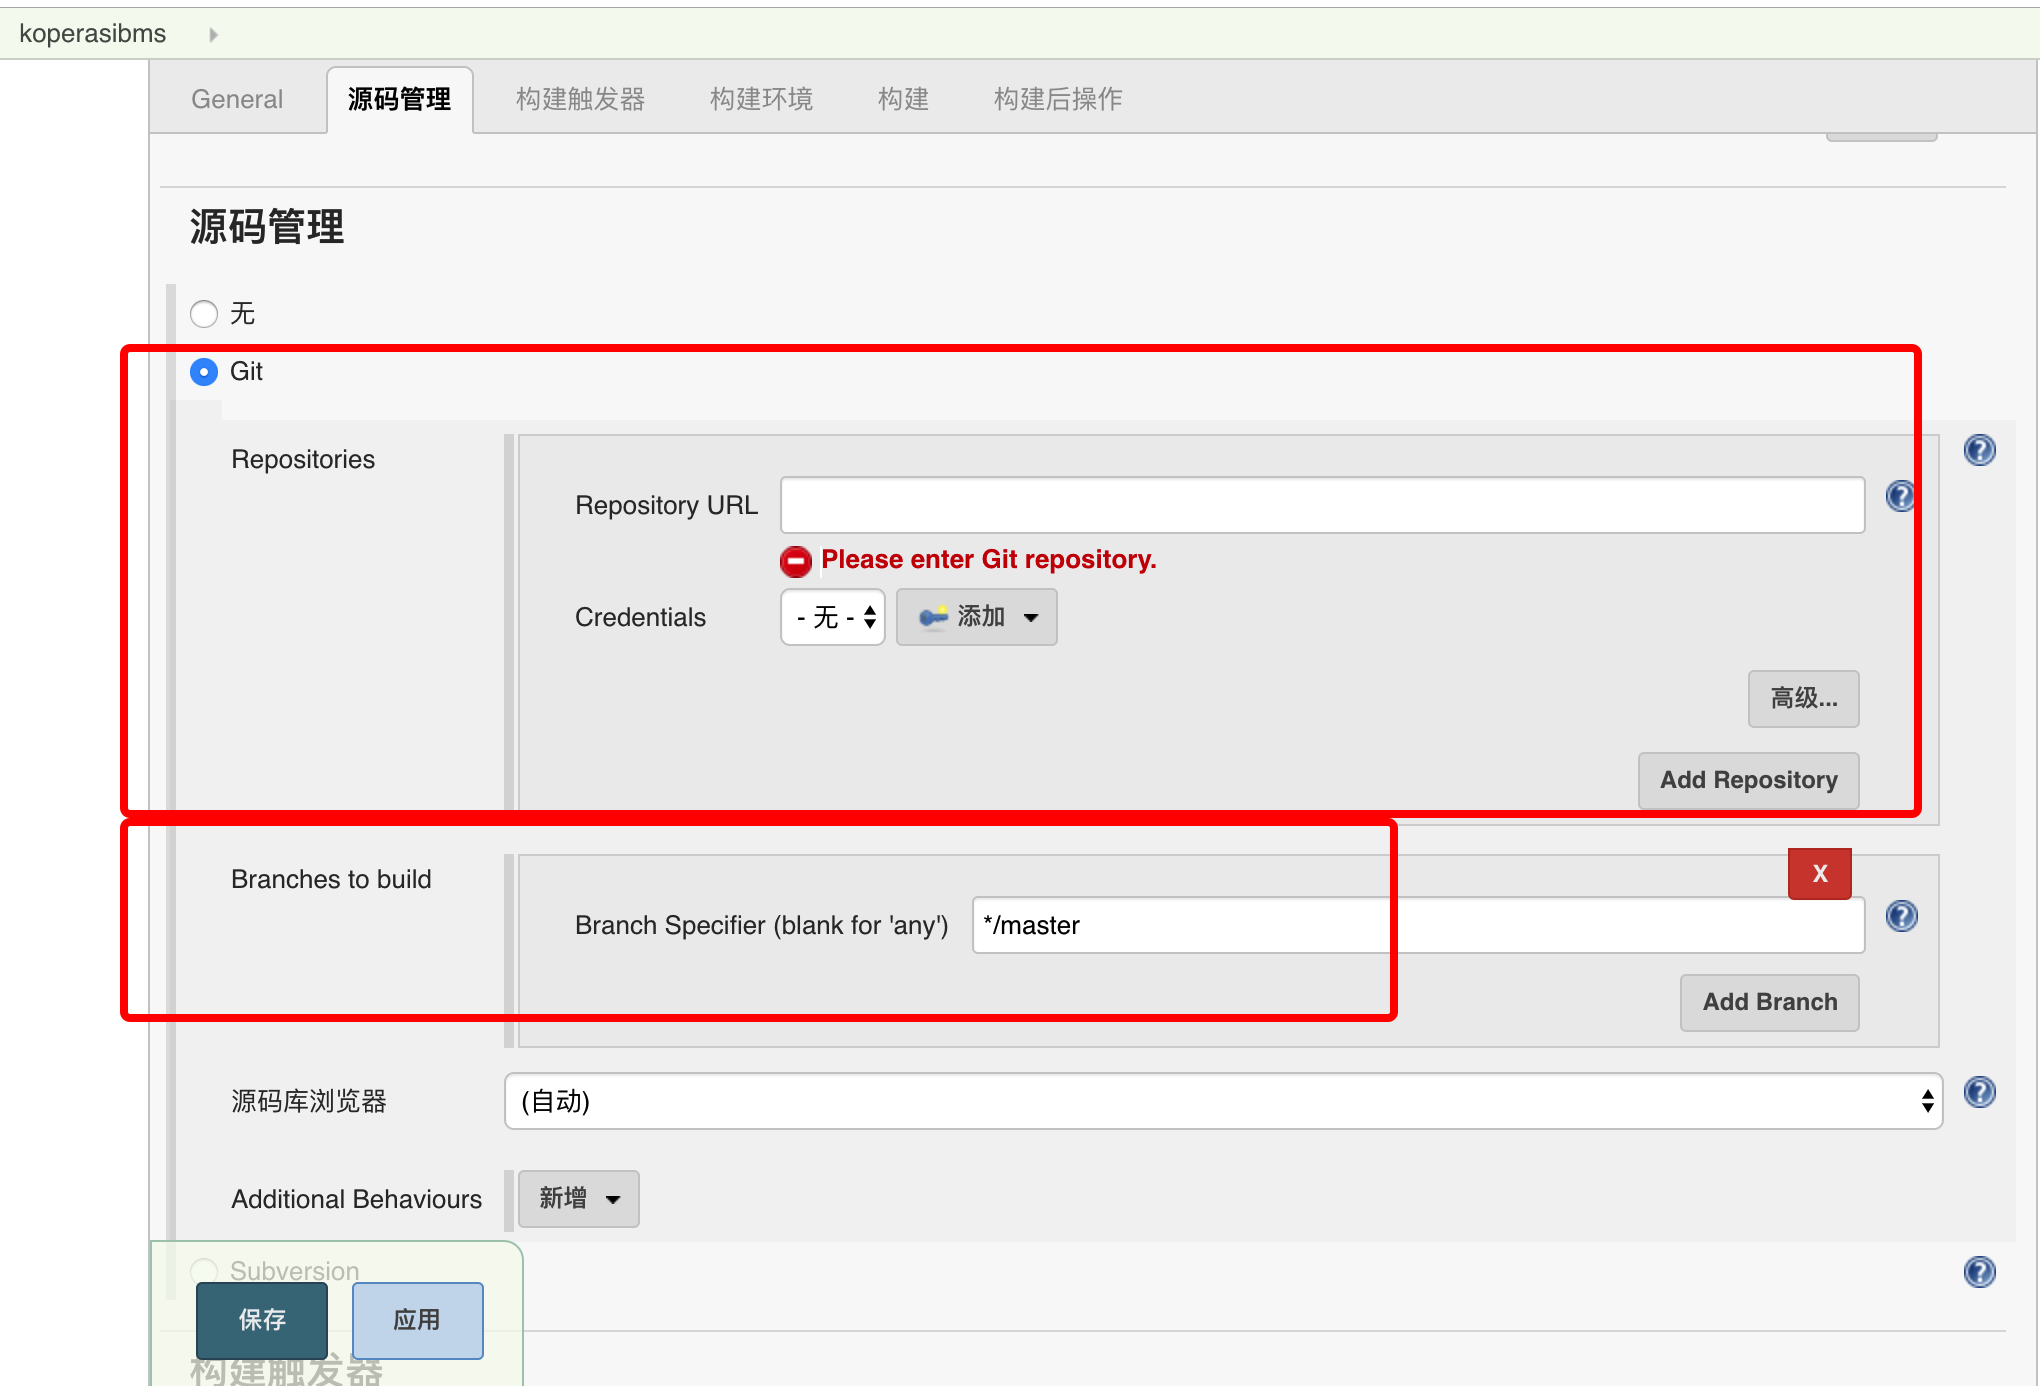 koperasibms
General 源码管理 构建触发器 构建环境 构建 构建后操作
源码管理
无
Git
Repositories
Repository URL
Please enter Git repository.
Credentials - 无 - 添加
高级...
Add Repository
Branches to build
X
Branch Specifier (blank for 'any') */master
Add Branch
源码库浏览器 (自动)
Additional Behaviours 新增
Subversion
保存 应用
构建触发器